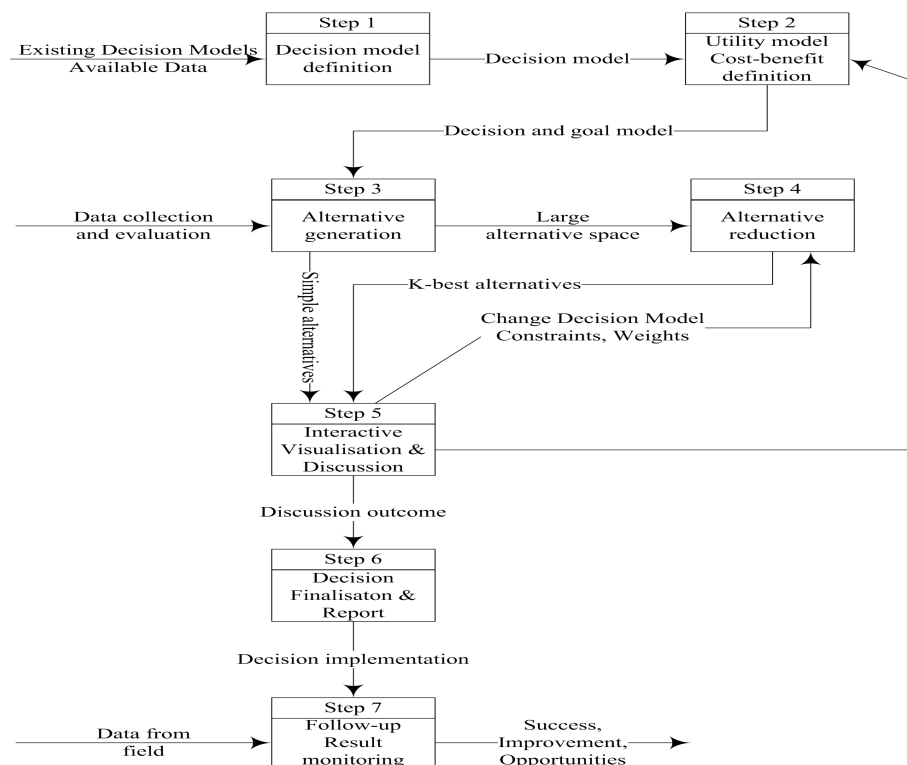 Step 1
Existing Decision Models
Available Data
Decision model
definition
Decision model
Step 2
Utility model
Cost-benefit
definition
Decision and goal model
Step 3
Data collection
and evaluation
Alternative
generation
Large
alternative space
Step 4
Alternative
reduction
Simple alternatives
K-best alternatives
Change Decision Model
Constraints, Weights
Step 5
Interactive
Visualisation &
Discussion
Discussion outcome
Step 6
Decision
Finalisaton &
Report
Decision implementation
Step 7
Data from
field
Follow-up
Result
monitoring
Success,
Improvement,
Opportunities